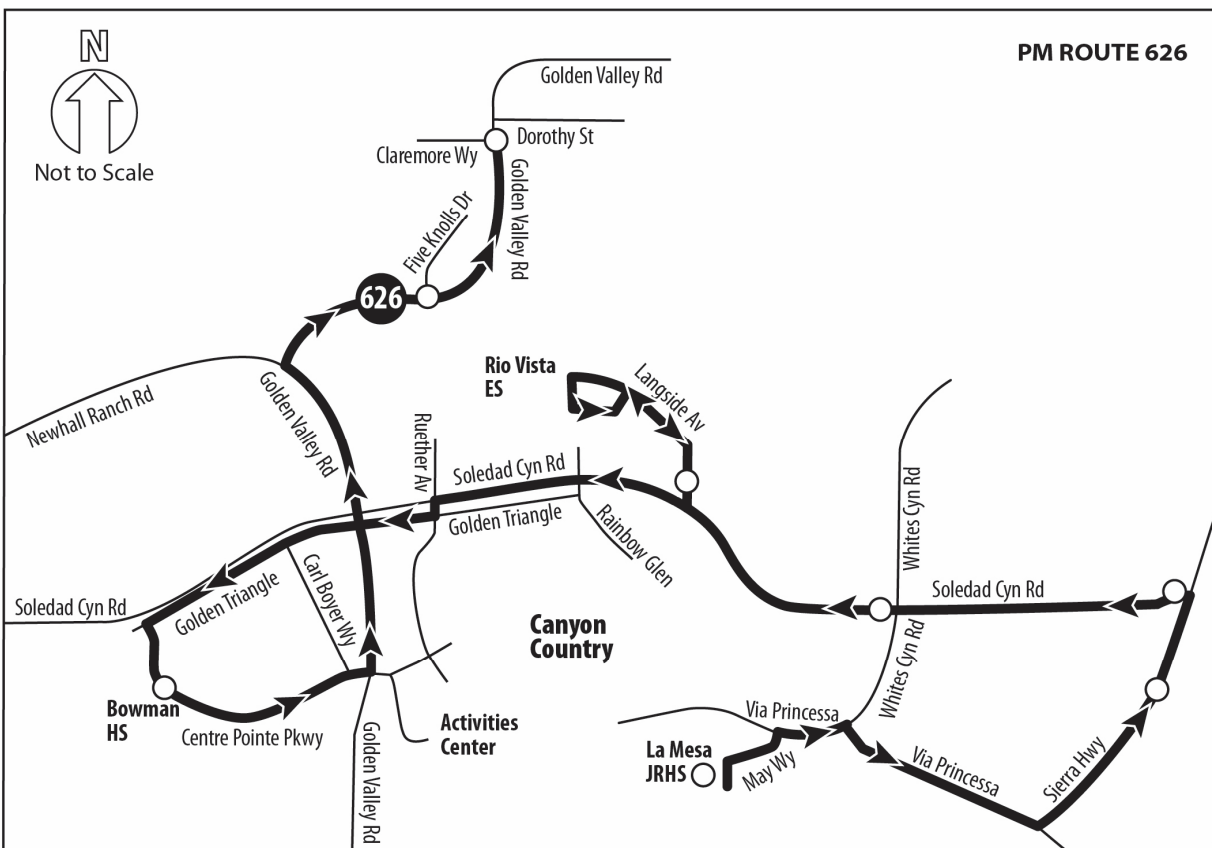 N
Not to Scale
PM ROUTE 626
Golden Valley Rd
Dorothy St
Claremore Wy
Golden Valley Rd
Five Knolls Dr
626
Newhall Ranch Rd
Golden Valley Rd
Rio Vista
ES
Langside Av
Ruether Av
Soledad Cyn Rd
Golden Triangle
Rainbow Glen
Whites Cyn Rd
Soledad Cyn Rd
Whites Cyn Rd
Soledad Cyn Rd
Golden Triangle
Carl Boyer Wy
Canyon
Country
Bowman
HS
Centre Pointe Pkwy
Activities
Center
Golden Valley Rd
Via Princessa
La Mesa
JRHS
May Wy
Via Princessa
Sierra Hwy